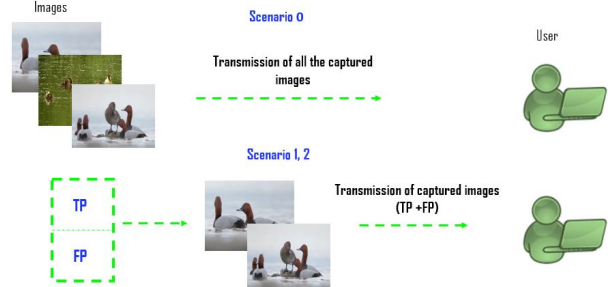 Images
Scenario 0
User
Transmission of all the captured
images
Scenario 1, 2
TP
FP
Transmission of captured images
(TP +FP)